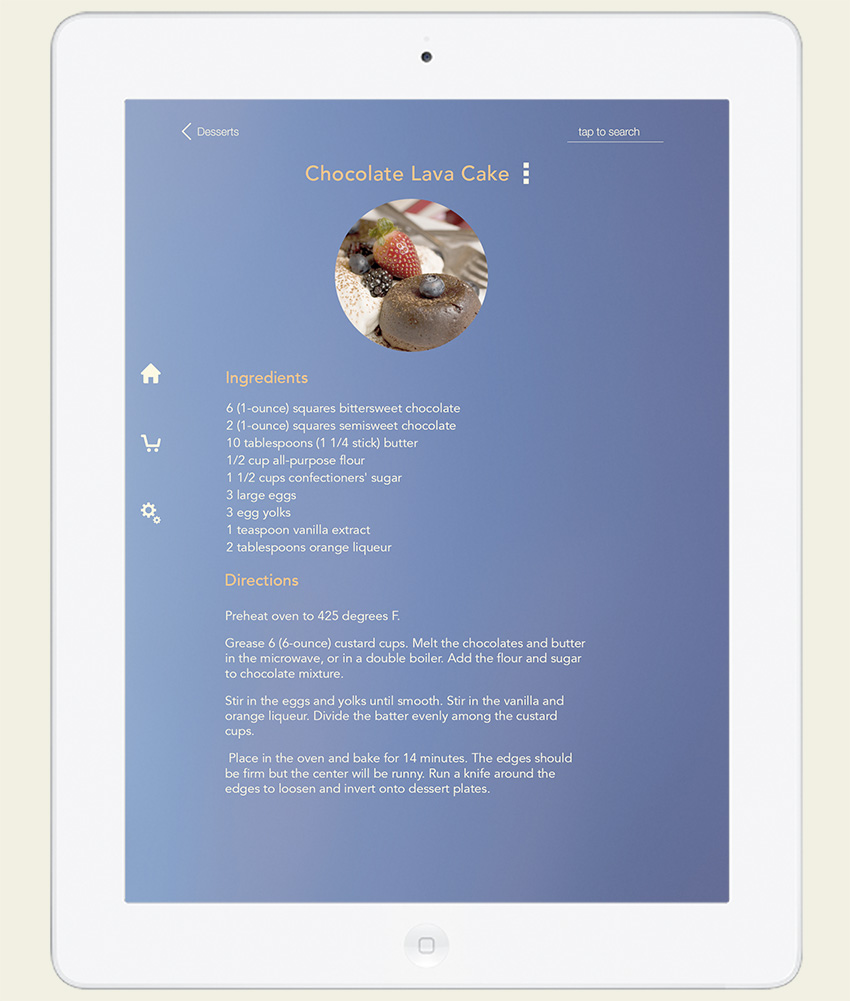 Desserts
tap to search
Chocolate Lava Cake
Ingredients
6 (1-ounce) squares bittersweet chocolate
2 (1-ounce) squares semisweet chocolate
10 tablespoons (1 1/4 stick) butter
1/2 cup all-purpose flour
1 1/2 cups confectioners' sugar
3 large eggs
3 egg yolks
1 teaspoon vanilla extract
2 tablespoons orange liqueur
Directions
Preheat oven to 425 degrees F.
Grease 6 (6-ounce) custard cups. Melt the chocolates and butter
in the microwave, or in a double boiler. Add the flour and sugar
to chocolate mixture.
Stir in the eggs and yolks until smooth. Stir in the vanilla and
orange liqueur. Divide the batter evenly among the custard
cups.
Place in the oven and bake for 14 minutes. The edges should
be firm but the center will be runny. Run a knife around the
edges to loosen and invert onto dessert plates.